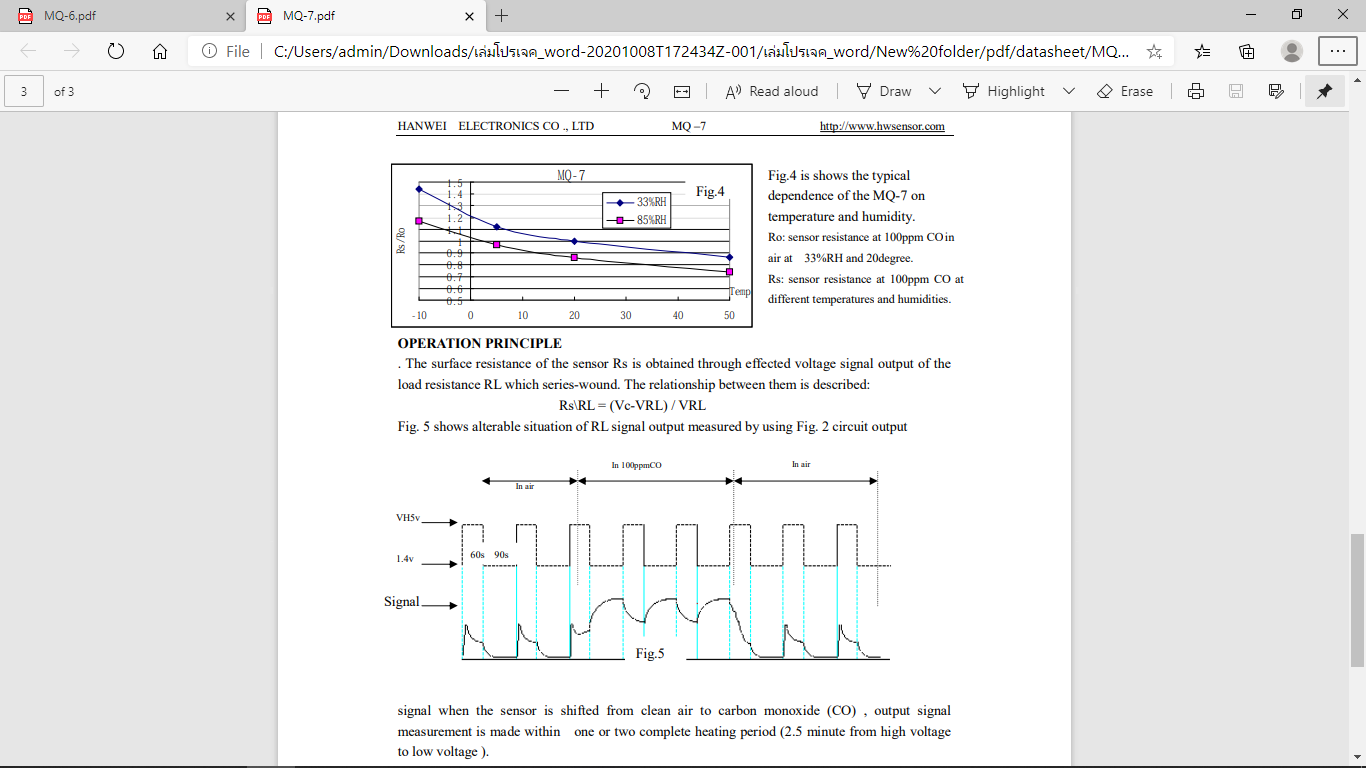 MQ-6.pdf
MQ-7.pdf
File
C:/Users/admin/Downloads/เล่มโปรเจค_word-20201008T172434Z-001/เล่มโปรเจค_word/New%20folder/pdf/datasheet/MQ...
3 of 3
Read aloud
Draw
Highlight
Erase
HANWEI ELECTRONICS CO ., LTD MQ –7 http://www.hwsensor.com
MQ-7
Fig.4
33%RH
85%RH
1.5
1.4
1.3
1.2
1.1
1
0.9
0.8
0.7
0.6
0.5
Rs/Ro
Temp
-10 0 10 20 30 40 50
Fig.4 is shows the typical
dependence of the MQ-7 on
temperature and humidity.
Ro: sensor resistance at 100ppm CO in
air at 33%RH and 20degree.
Rs: sensor resistance at 100ppm CO at
different temperatures and humidities.
OPERATION PRINCIPLE
. The surface resistance of the sensor Rs is obtained through effected voltage signal output of the
load resistance RL which series-wound. The relationship between them is described:
Rs\RL = (Vc-VRL) / VRL
Fig. 5 shows alterable situation of RL signal output measured by using Fig. 2 circuit output
In air
In 100ppmCO
In air
VH5v
1.4v
60s 90s
Signal
Fig.5
signal when the sensor is shifted from clean air to carbon monoxide (CO) , output signal
measurement is made within one or two complete heating period (2.5 minute from high voltage
to low voltage ).